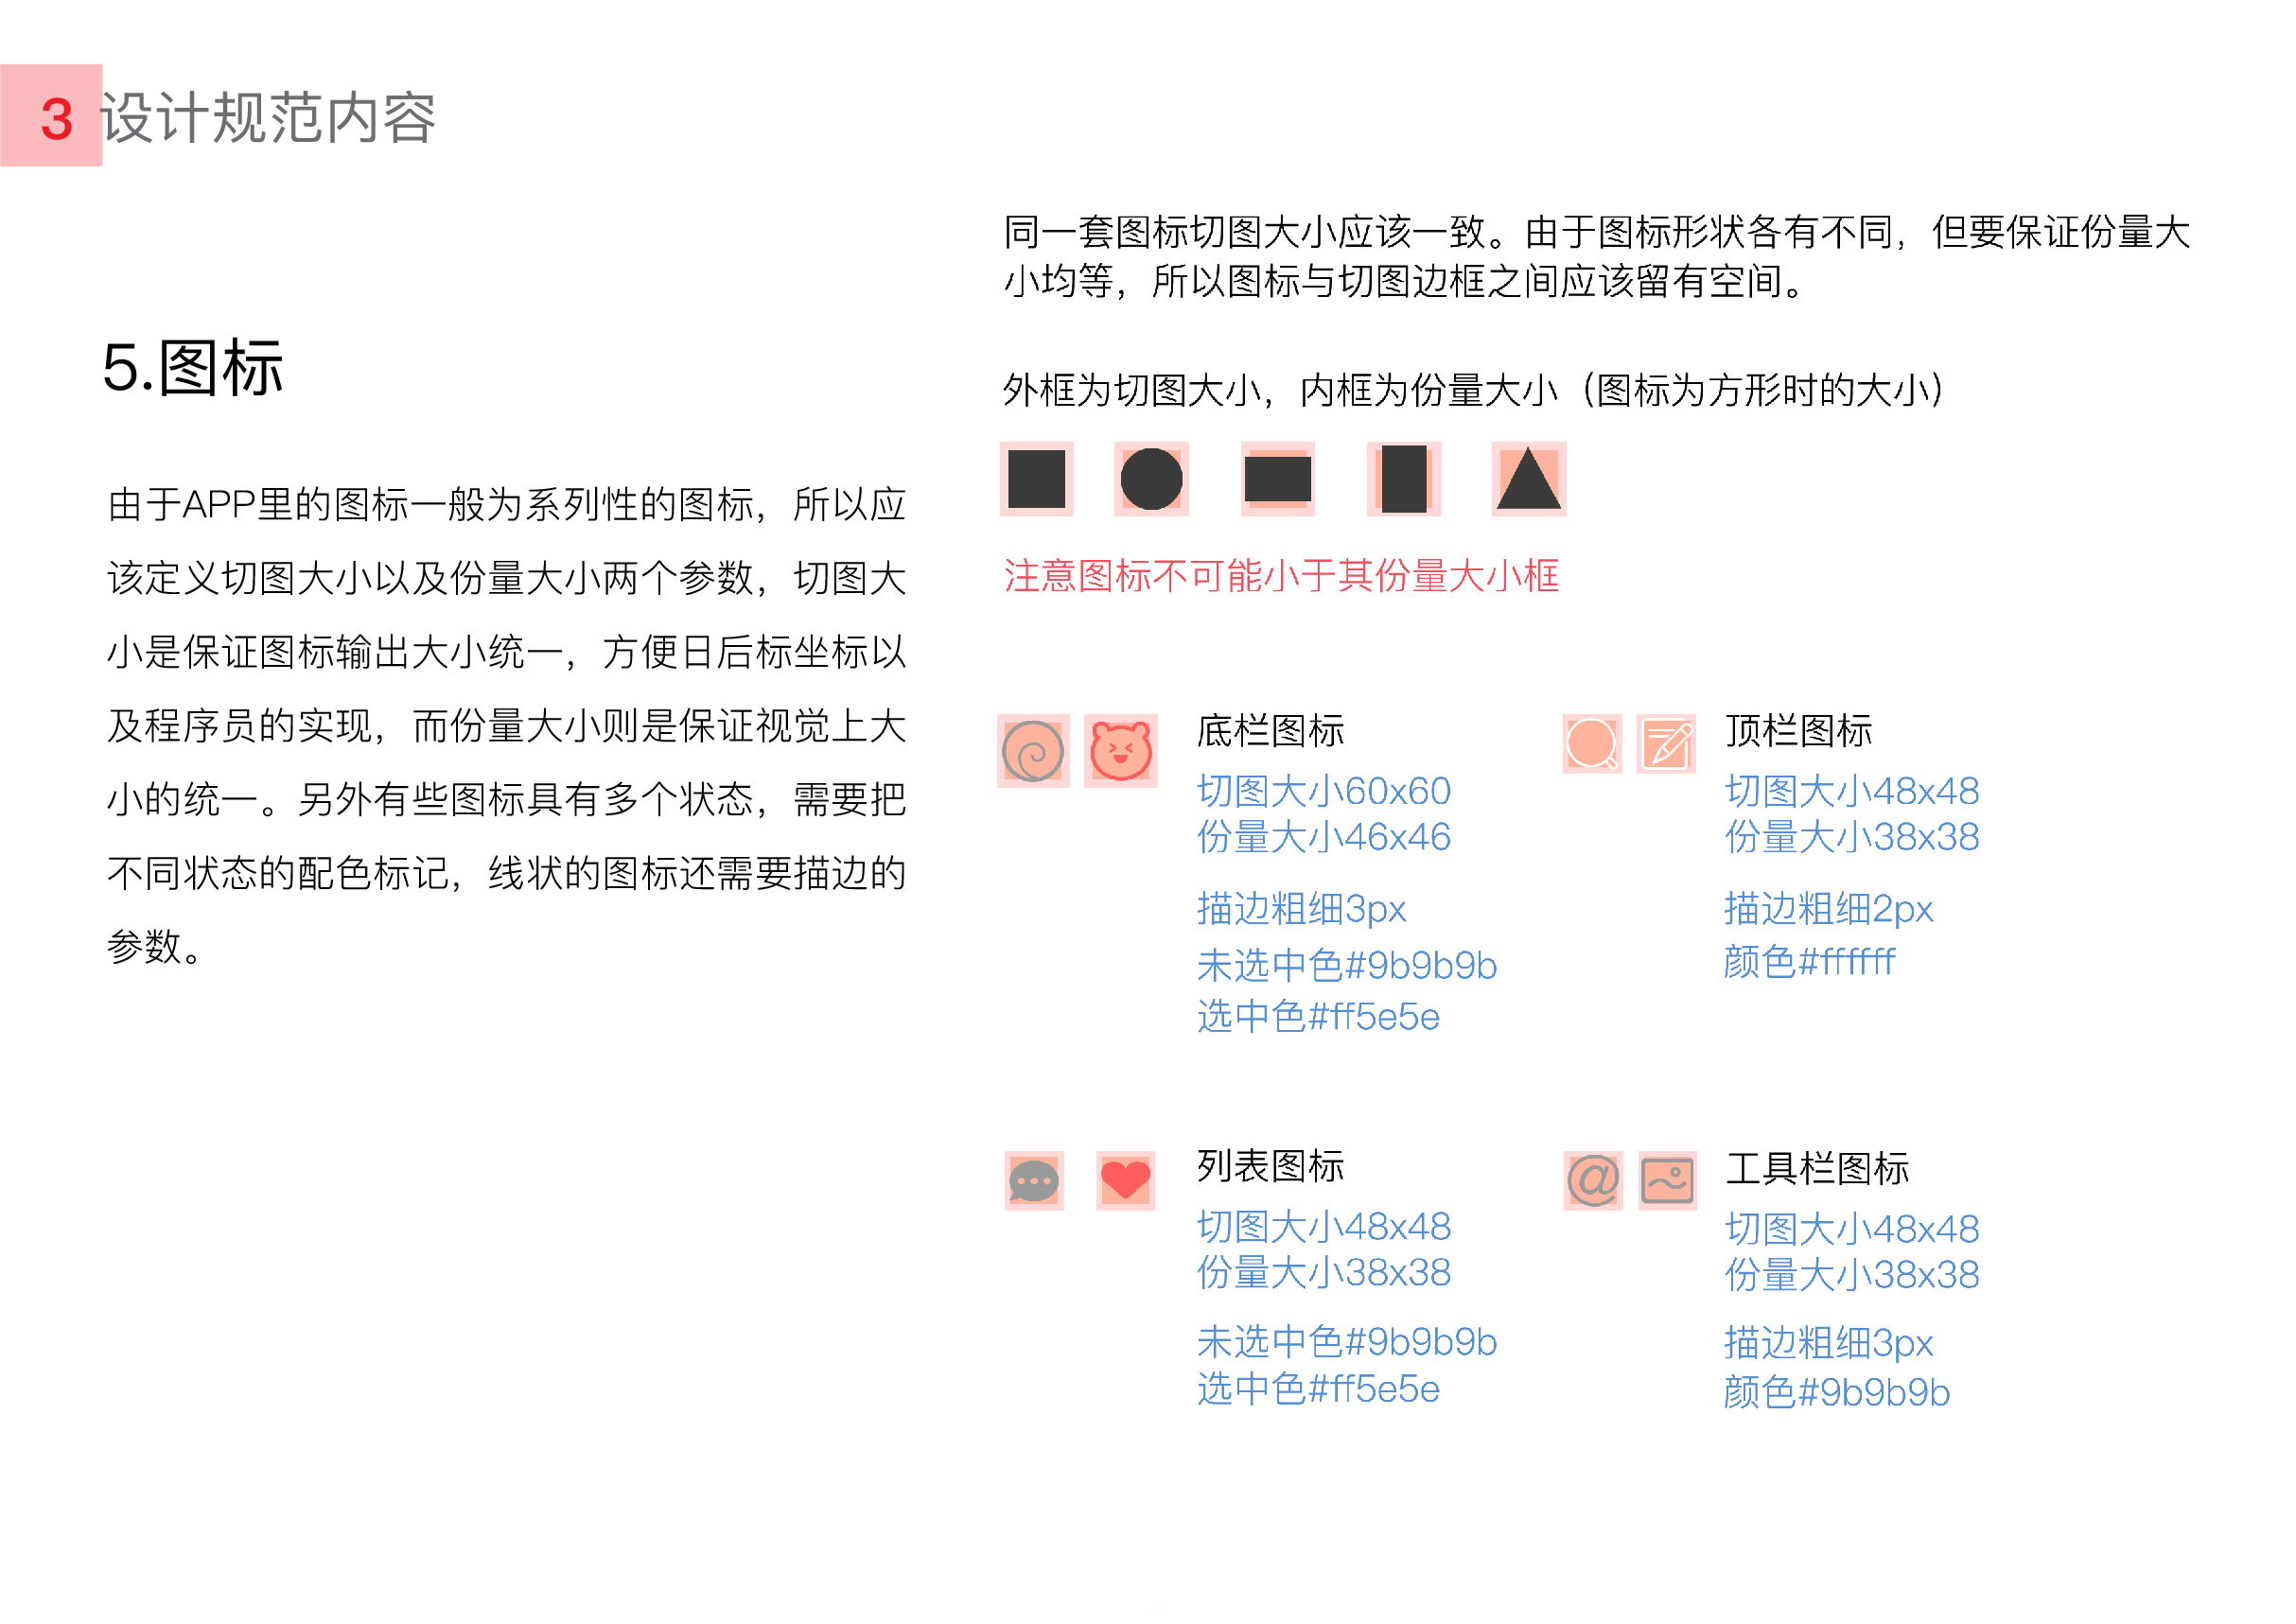 3 设计规范内容
5.图标
由于APP里的图标一般为系列性的图标，所以应
该定义切图大小以及份量大小两个参数，切图大
小是保证图标输出大小统一，方便日后标坐标以
及程序员的实现，而份量大小则是保证视觉上大
小的统一。另外有些图标具有多个状态，需要把
不同状态的配色标记，线状的图标还需要描边的
参数。
同一套图标切图大小应该一致。由于图标形状各有不同，但要保证份量大
小均等，所以图标与切图边框之间应该留有空间。
外框为切图大小，内框为份量大小（图标为方形时的大小）
注意图标不可能小于其份量大小框
底栏图标
切图大小60x60
份量大小46x46
描边粗细3px
未选中色#9b9b9b
选中色#ff5e5e
顶栏图标
切图大小48x48
份量大小38x38
描边粗细2px
颜色#ffffff
列表图标
切图大小48x48
份量大小38x38
未选中色#9b9b9b
选中色#ff5e5e
@
工具栏图标
切图大小48x48
份量大小38x38
描边粗细3px
颜色#9b9b9b